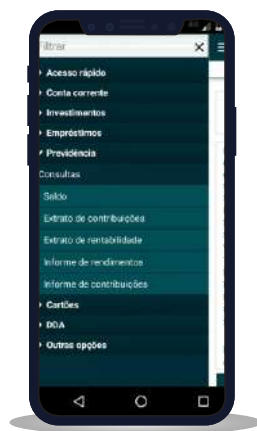 filtrar
Acesso rápido
Conta corrente
Investimentos
Empréstimos
Previdência
Consultas
Saldo
Extrato de contribuições
Extrato de rentabilidade
Informe de rendimentos
Informe de contribuições
Cartões
DDA
Outras opções